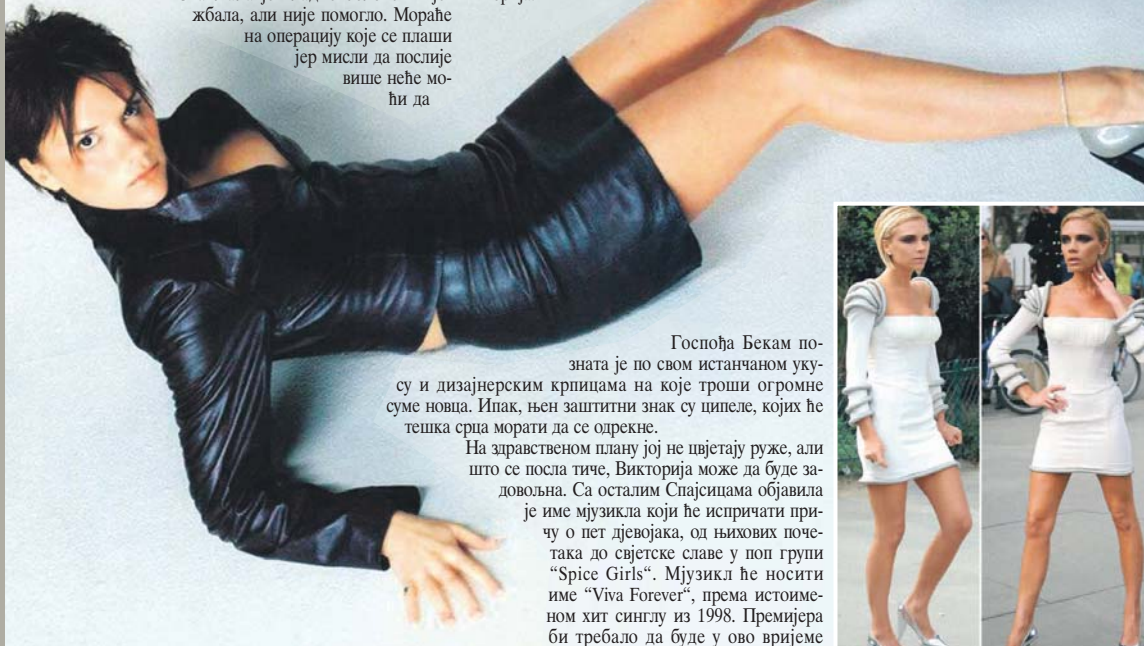 жбала, али није помогло. Мораће
на операцију које се плаши
јер мисли да послије
више неће мо-
ћи да
Госпођа Бекам по-
зната је по свом истанчаном уку-
су и дизајнерским крпицама на које троши огромне
суме новца. Ипак, њен заштитни знак су ципеле, којих ће
тешка срца морати да се одрекне.
На здравственом плану јој не цвјетају руже, али
што се посла тиче, Викторија може да буде за-
довољна. Са осталим Спајсицама објавила
је име мјузикла који ће испричати при-
чу о пет дјевојака, од њихових поче-
така до свјетске славе у поп групи
“Spice Girls“. Мјузикл ће носити
име “Viva Forever“, према истоиме-
ном хит синглу из 1998. Премијера
би требало да буде у ово вријеме